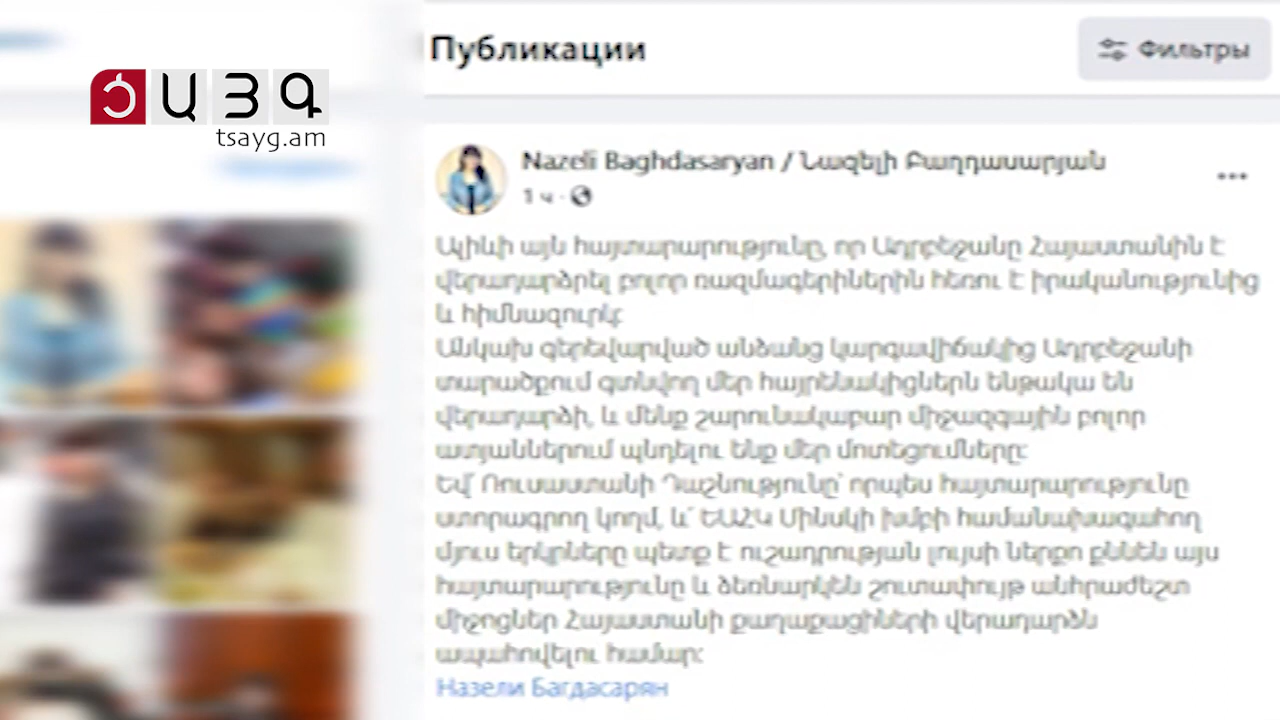 Публикации
Фильтры
ԾԱՅԳ
tsayg.am
Nazeli Baghdasaryan / Նազելի Բաղդասարյան
1 ч ·
Ալիևի այն հայտարարությունը, որ Ադրբեջանը Հայաստանին է
վերադարձրել բոլոր ռազմագերիներին հեռու է իրականությունից
և հիմնազուրկ:
Անկախ գերեվարված անձանց կարգավիճակից Ադրբեջանի
տարածքում գտնվող մեր հայրենակիցներն ենթակա են
վերադարձի, և մենք շարունակաբար միջազգային բոլոր
ատյաններում պնդելու ենք մեր մոտեցումները:
Եվ՛ Ռուսաստանի Դաշնությունը՝ որպես հայտարարությունը
ստորագրող կողմ, և՛ ԵԱՀԿ Մինսկի խմբի համանախագահող
մյուս երկրները պետք է ուշադրության լույսի ներքո քննեն այս
հայտարարությունը և ձեռնարկեն շուտափույթ անհրաժեշտ
միջոցներ Հայաստանի քաղաքացիների վերադարձն
ապահովելու համար:
Назели Багдасарян